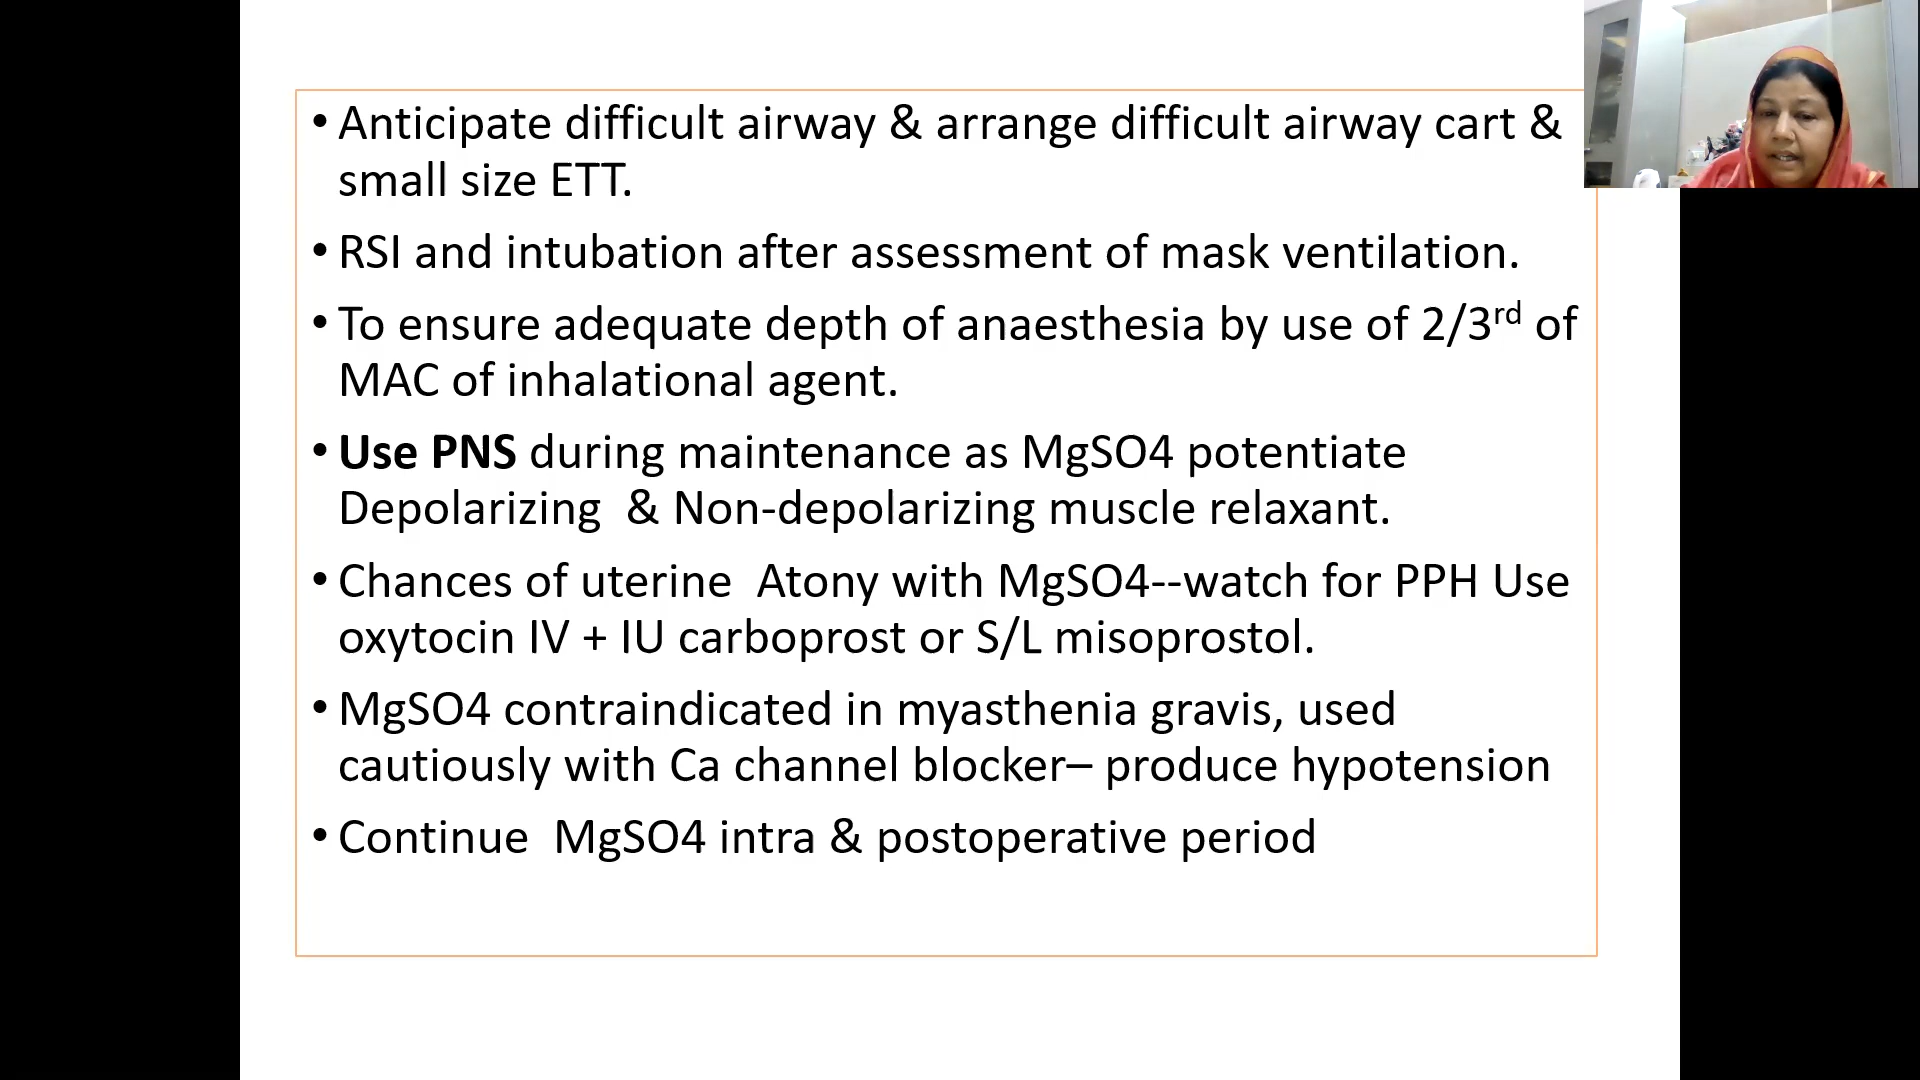 • Anticipate difficult airway & arrange difficult airway cart &
small size ETT.
• RSI and intubation after assessment of mask ventilation.
• To ensure adequate depth of anaesthesia by use of 2/3rd of
MAC of inhalational agent.
• Use PNS during maintenance as MgSO4 potentiate
Depolarizing  & Non-depolarizing muscle relaxant.
• Chances of uterine  Atony with MgSO4--watch for PPH Use
oxytocin IV + IU carboprost or S/L misoprostol.
• MgSO4 contraindicated in myasthenia gravis, used
cautiously with Ca channel blocker– produce hypotension
• Continue  MgSO4 intra & postoperative period